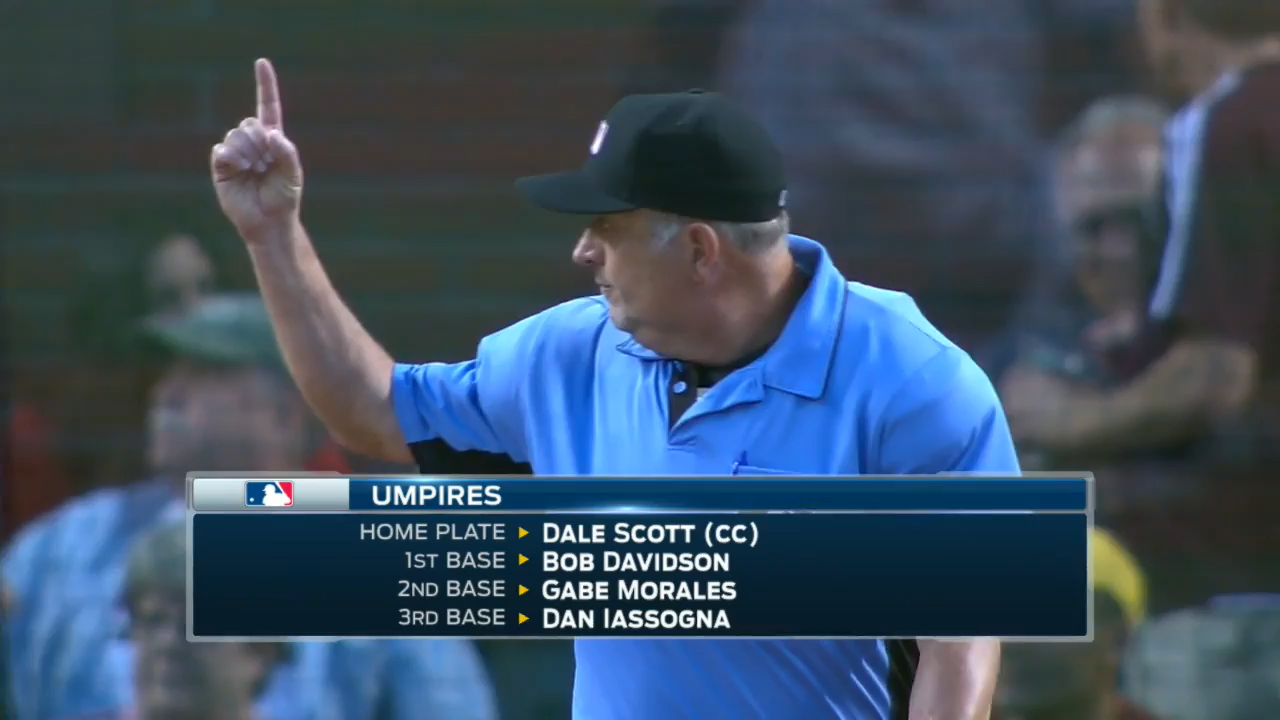 UMPIRES
HOME PLATE ▸ DALE SCOTT (CC)
1ST BASE ▸ BOB DAVIDSON
2ND BASE ▸ GABE MORALES
3RD BASE ▸ DAN IASSOGNA